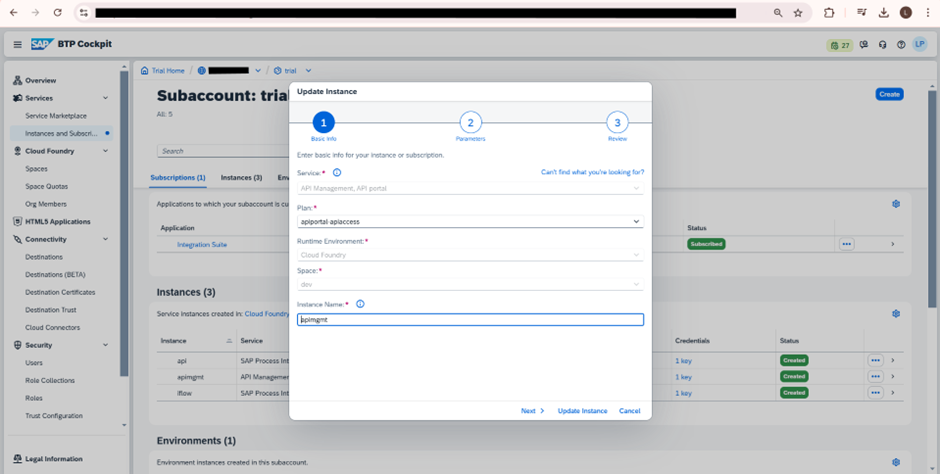 L
SAP BTP Cockpit
27
LP
Overview
Services
Service Marketplace
Instances and Subscri...
Cloud Foundry
Spaces
Space Quotas
Org Members
HTML5 Applications
Connectivity
Destinations
Destinations (BETA)
Destination Certificates
Destination Trust
Cloud Connectors
Security
Users
Role Collections
Roles
Trust Configuration
Legal Information
Trial Home / / trial
Subaccount: trial
All: 5
Create
Search
Subscriptions (1) Instances (3)
Applications to which your subaccount is
Application Status
Integration Suite Subscribed
Instances (3)
Service instances created in: Cloud Foundry
Instance Service Credentials Status
api SAP Process Int 1 key Created
apimgmt API Managemen 1 key Created
iflow SAP Process Int 1 key Created
Environments (1)
Environment instances created in this subaccount.
Update Instance
1 2 3
Basic Info Parameters Review
Enter basic info for your instance or subscription.
Service:* Can't find what you're looking for?
API Management, API portal
Plan:*
apiportal-apiaccess
Runtime Environment:*
Cloud Foundry
Space:*
dev
Instance Name:*
apimgmt
Next Update Instance Cancel